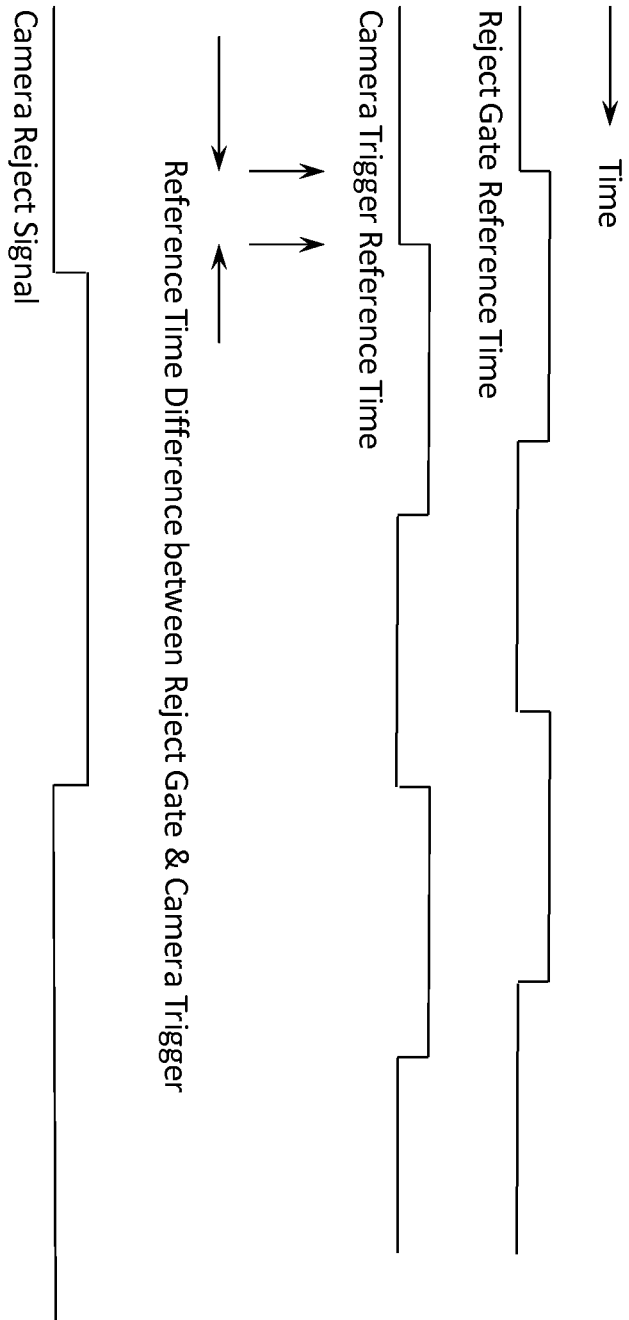 Time
Reject Gate Reference Time
Camera Trigger Reference Time
Reference Time Difference between Reject Gate & Camera Trigger
Camera Reject Signal